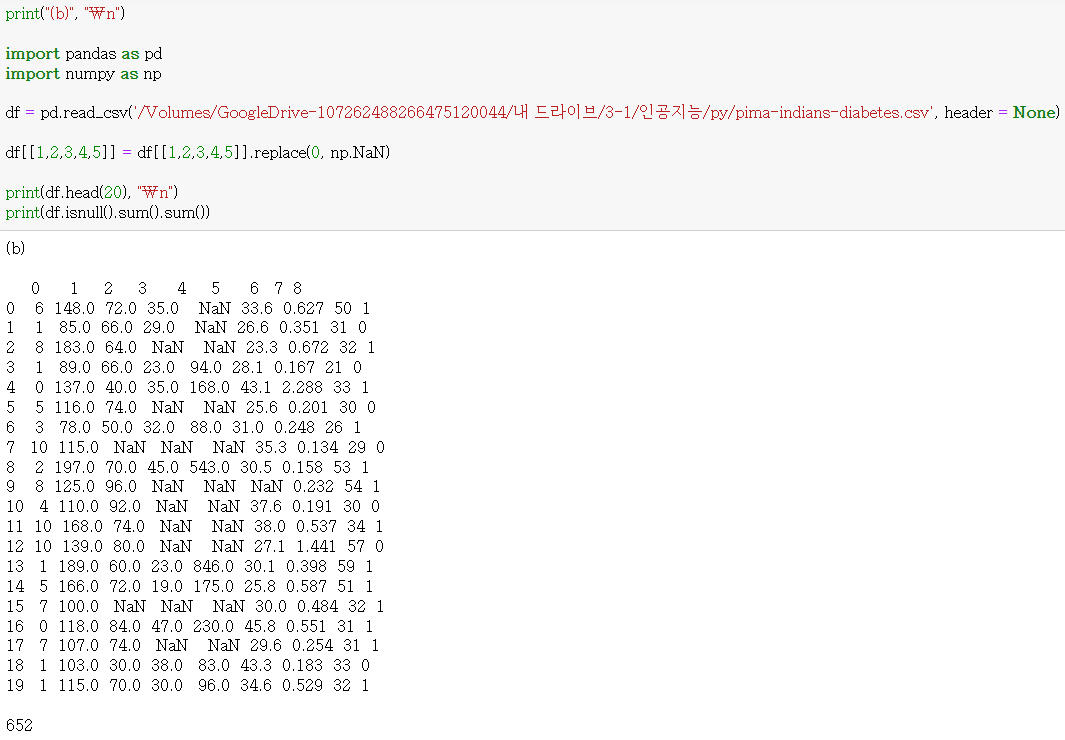 print("(b)", "₩n")
import pandas as pd
import numpy as np
df = pd.read_csv('/Volumes/GoogleDrive-107262488266475120044/내 드라이브/3-1/인공지능/py/pima-indians-diabetes.csv', header = None)
df[[1,2,3,4,5]] = df[[1,2,3,4,5]].replace(0, np.NaN)
print(df.head(20), "₩n")
print(df.isnull().sum().sum())
(b)
0 1 2 3 4 5 6 7 8
0 6 148.0 72.0 35.0 NaN 33.6 0.627 50 1
1 1 85.0 66.0 29.0 NaN 26.6 0.351 31 0
2 8 183.0 64.0 NaN NaN 23.3 0.672 32 1
3 1 89.0 66.0 23.0 94.0 28.1 0.167 21 0
4 0 137.0 40.0 35.0 168.0 43.1 2.288 33 1
5 5 116.0 74.0 NaN NaN 25.6 0.201 30 0
6 3 78.0 50.0 32.0 88.0 31.0 0.248 26 1
7 10 115.0 NaN NaN NaN 35.3 0.134 29 0
8 2 197.0 70.0 45.0 543.0 30.5 0.158 53 1
9 8 125.0 96.0 NaN NaN NaN 0.232 54 1
10 4 110.0 92.0 NaN NaN 37.6 0.191 30 0
11 10 168.0 74.0 NaN NaN 38.0 0.537 34 1
12 10 139.0 80.0 NaN NaN 27.1 1.441 57 0
13 1 189.0 60.0 23.0 846.0 30.1 0.398 59 1
14 5 166.0 72.0 19.0 175.0 25.8 0.587 51 1
15 7 100.0 NaN NaN NaN 30.0 0.484 32 1
16 0 118.0 84.0 47.0 230.0 45.8 0.551 31 1
17 7 107.0 74.0 NaN NaN 29.6 0.254 31 1
18 1 103.0 30.0 38.0 83.0 43.3 0.183 33 0
19 1 115.0 70.0 30.0 96.0 34.6 0.529 32 1
652